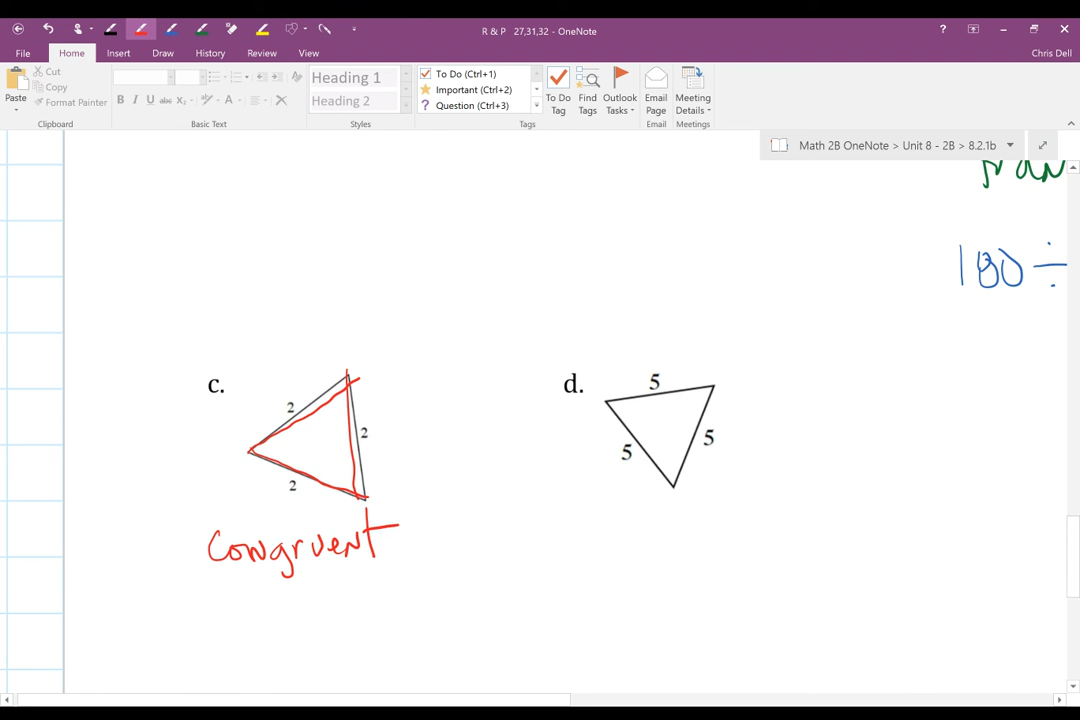 R & P 27,31,32 - OneNote
File Home Insert Draw History Review View
Chris Dell
Paste
Cut
Copy
Format Painter
Clipboard
B I U abc X₂ A
Basic Text
Heading 1
Heading 2
Styles
To Do (Ctrl+1)
Important (Ctrl+2)
Question (Ctrl+3)
To Do Tag
Find Tags
Tags
Outlook Tasks
Email Page
Email
Meeting Details
Meetings
Math 2B OneNote > Unit 8 - 2B > 8.2.1b
180 ÷
c.
2
2
2
Congruent
d.
5
5
5